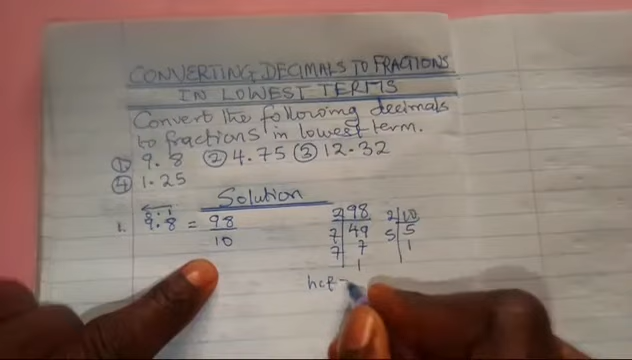 CONVERTING DECIMALS TO FRACTIONS
IN LOWEST TERMS
Convert the following decimals
to fractions in lowest term.
① 9.8 ② 4.75 ③ 12.32
④ 1.25
Solution
1. 9.8 = 98/10
2|98 2|10
7|49 5|5
7|7 |1
|1
hcf =